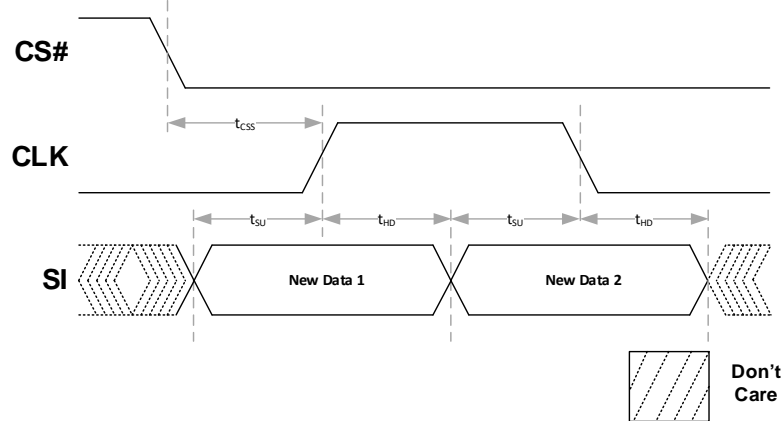 CS#
tCSS
CLK
tSU tHD tSU tHD
SI New Data 1 New Data 2
Don't
Care